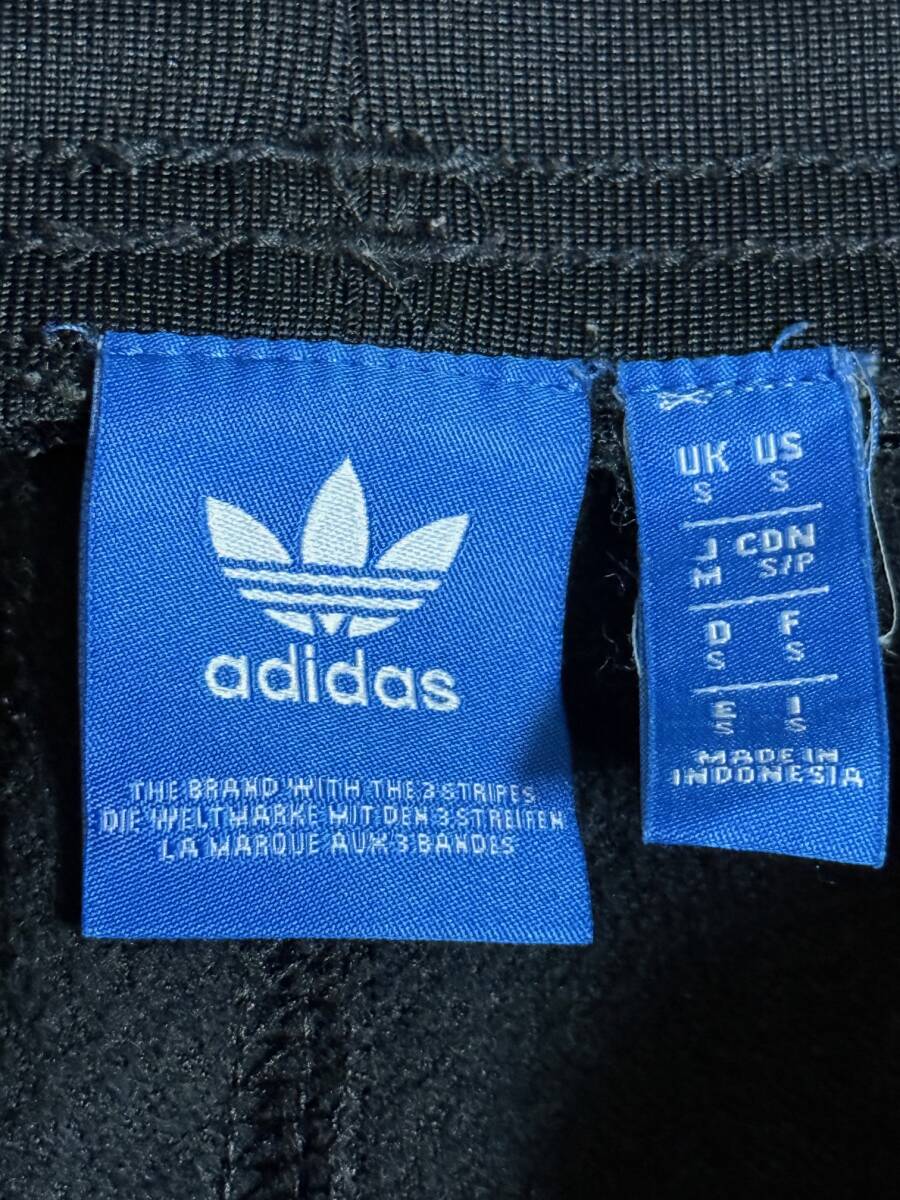 adidas
THE BRAND WITH THE 3 STRIPES
DIE WELTMARKE MIT DEN 3 STREIFEN
LA MARQUE AUX 3 BANDES
UK US
S S
J CDN
M S/P
D F
S S
E I
S S
MADE IN
INDONESIA